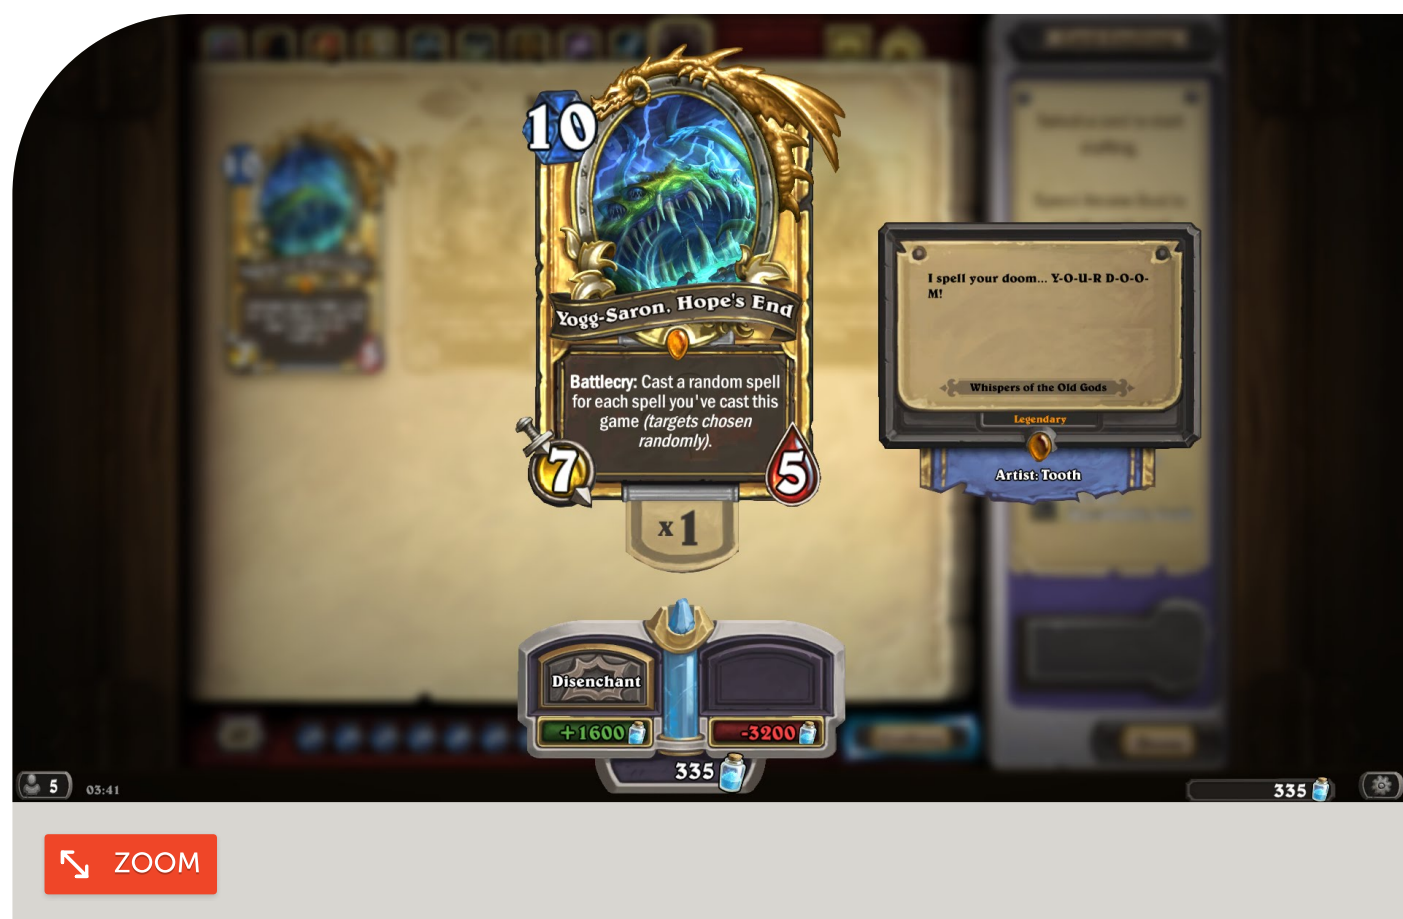 10
Yogg-Saron, Hope's End
Battlecry: Cast a random spell
for each spell you've cast this
game (targets chosen
randomly).
7
5
x1
I spell your doom... Y-O-U-R D-O-O-
M!
Whispers of the Old Gods
Legendary
Artist: Tooth
Disenchant
+1600
-3200
335
5
03:41
335
ZOOM